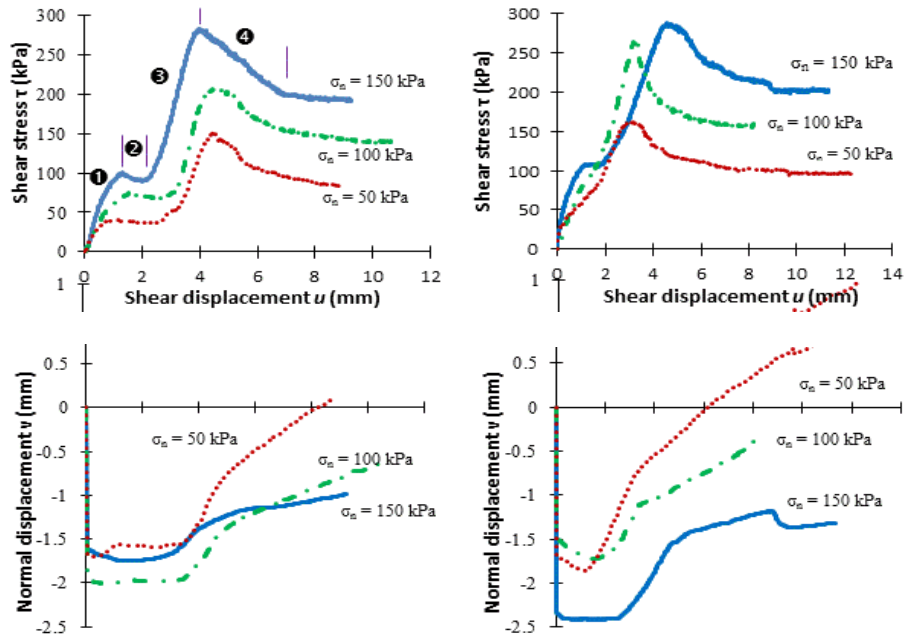 Shear stress τ (kPa)
300
250
200
150
100
50
0
❶
❷
❸
❹
σn = 150 kPa
σn = 100 kPa
σn = 50 kPa
0 2 4 6 8 10 12
1
Shear displacement u (mm)
Shear stress τ (kPa)
300
250
200
150
100
50
0
σn = 150 kPa
σn = 100 kPa
σn = 50 kPa
0 2 4 6 8 10 12 14
1
Shear displacement u (mm)
Normal displacement v (mm)
0.5
0
-0.5
-1
-1.5
-2
-2.5
σn = 50 kPa
σn = 100 kPa
σn = 150 kPa
Normal displacement v (mm)
0.5
0
-0.5
-1
-1.5
-2
-2.5
σn = 50 kPa
σn = 100 kPa
σn = 150 kPa